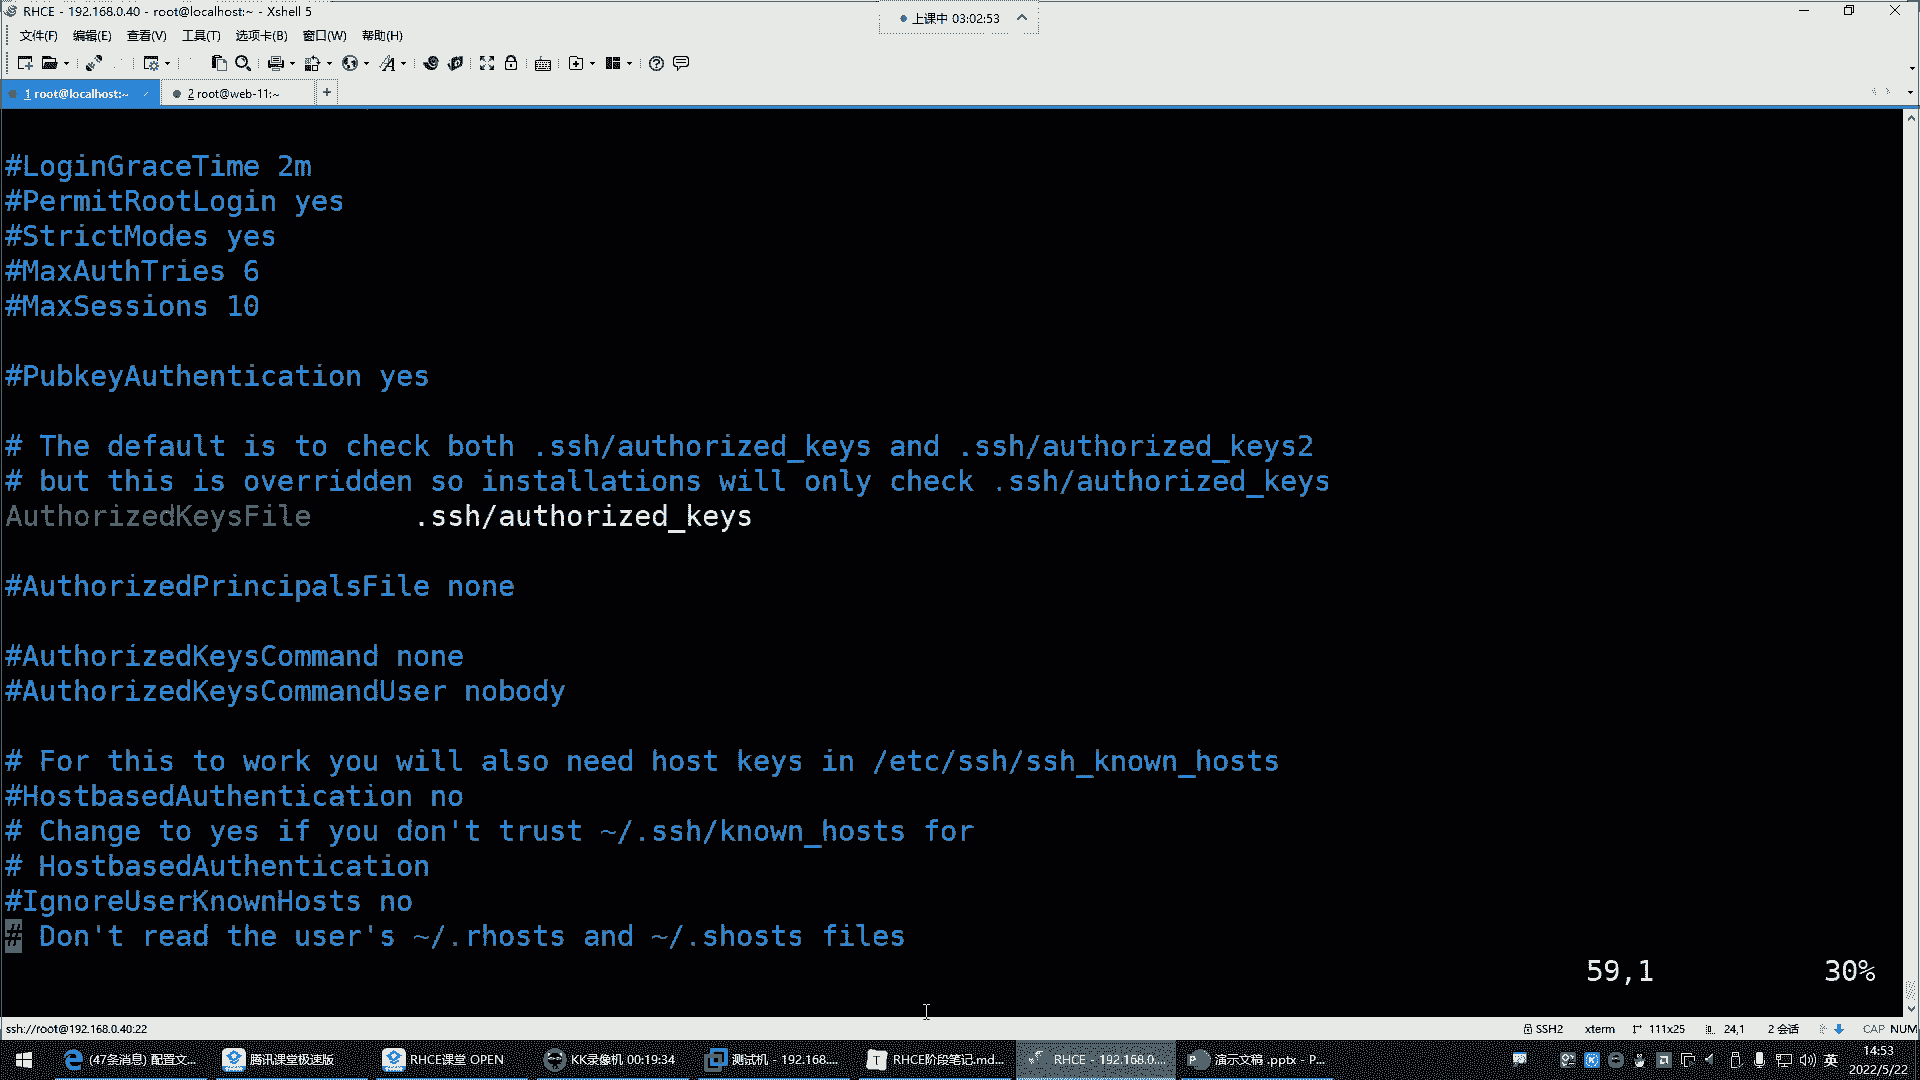 RHCE - 192.168.0.40 - root@localhost:~ - Xshell 5
上课中 03:02:53
文件(F) 编辑(E) 查看(V) 工具(T) 选项卡(B) 窗口(W) 帮助(H)
1 root@localhost:~
2 root@web-11:~
+
#LoginGraceTime 2m
#PermitRootLogin yes
#StrictModes yes
#MaxAuthTries 6
#MaxSessions 10
#PubkeyAuthentication yes
# The default is to check both .ssh/authorized_keys and .ssh/authorized_keys2
# but this is overridden so installations will only check .ssh/authorized_keys
AuthorizedKeysFile .ssh/authorized_keys
#AuthorizedPrincipalsFile none
#AuthorizedKeysCommand none
#AuthorizedKeysCommandUser nobody
# For this to work you will also need host keys in /etc/ssh/ssh_known_hosts
#HostbasedAuthentication no
# Change to yes if you don't trust ~/.ssh/known_hosts for
# HostbasedAuthentication
#IgnoreUserKnownHosts no
# Don't read the user's ~/.rhosts and ~/.shosts files
59,1 30%
ssh://root@192.168.0.40:22
SSH2 xterm 111x25 24,1 2 会话 CAP NUM
(47条消息) 配置文...
腾讯课堂极速版
RHCE课堂 OPEN
KK录像机 00:19:34
测试机 - 192.168....
RHCE阶段笔记.md...
RHCE - 192.168.0....
演示文稿 .pptx - P...
英
14:53
2022/5/22